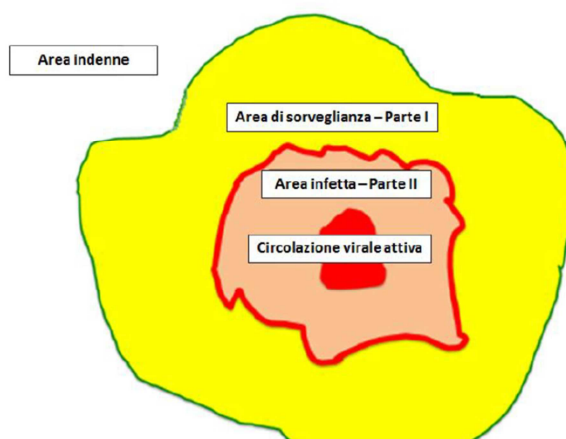 Area indenne
Area di sorveglianza – Parte I
Area infetta – Parte II
Circolazione virale attiva